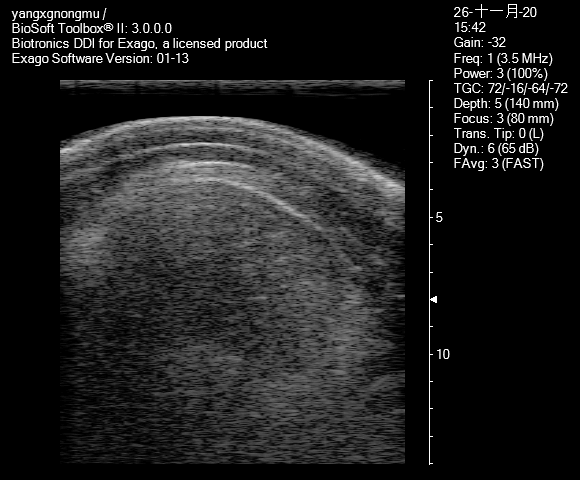 yangxgnongmu /
BioSoft Toolbox® II: 3.0.0.0
Biotronics DDI for Exago, a licensed product
Exago Software Version: 01-13
26-十一月-20
15:42
Gain: -32
Freq: 1 (3.5 MHz)
Power: 3 (100%)
TGC: 72/-16/-64/-72
Depth: 5 (140 mm)
Focus: 3 (80 mm)
Trans. Tip: 0 (L)
Dyn.: 6 (65 dB)
FAvg: 3 (FAST)
5
10